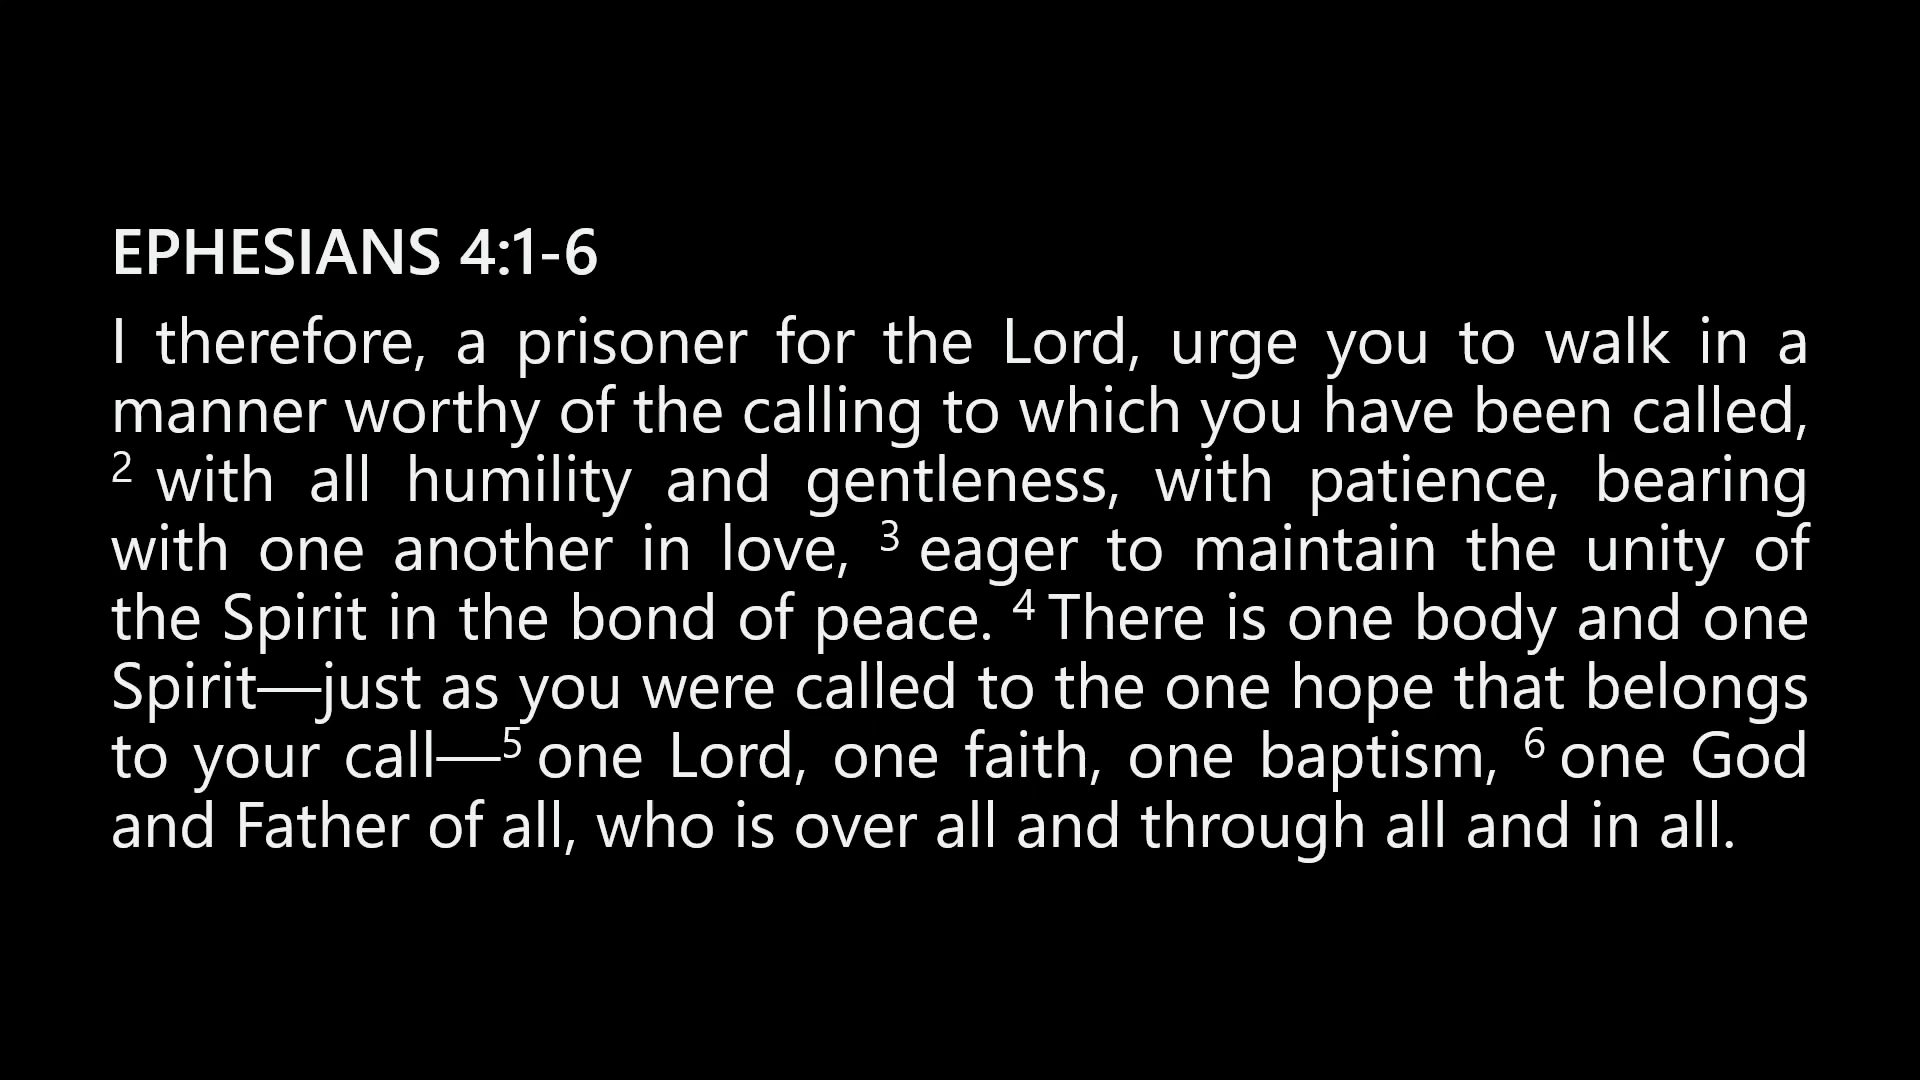 EPHESIANS 4:1-6
I therefore, a prisoner for the Lord, urge you to walk in a
manner worthy of the calling to which you have been called,
2 with all humility and gentleness, with patience, bearing
with one another in love, 3 eager to maintain the unity of
the Spirit in the bond of peace. 4 There is one body and one
Spirit—just as you were called to the one hope that belongs
to your call—5 one Lord, one faith, one baptism, 6 one God
and Father of all, who is over all and through all and in all.